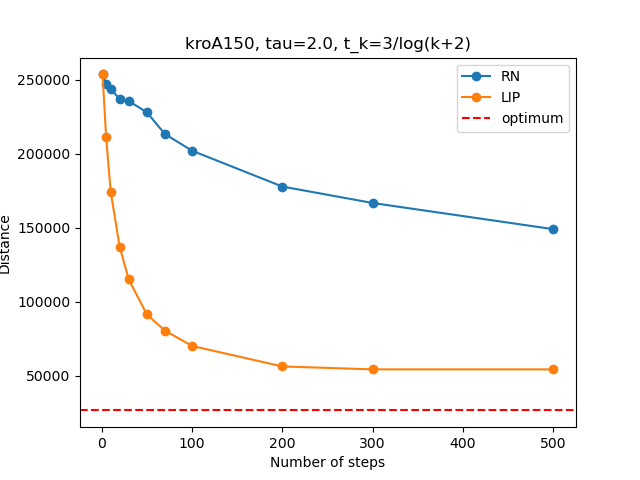 kroA150, tau=2.0, t_k=3/log(k+2)
RN
LIP
optimum
250000
200000
150000
100000
50000
Distance
0
100
200
300
400
500
Number of steps